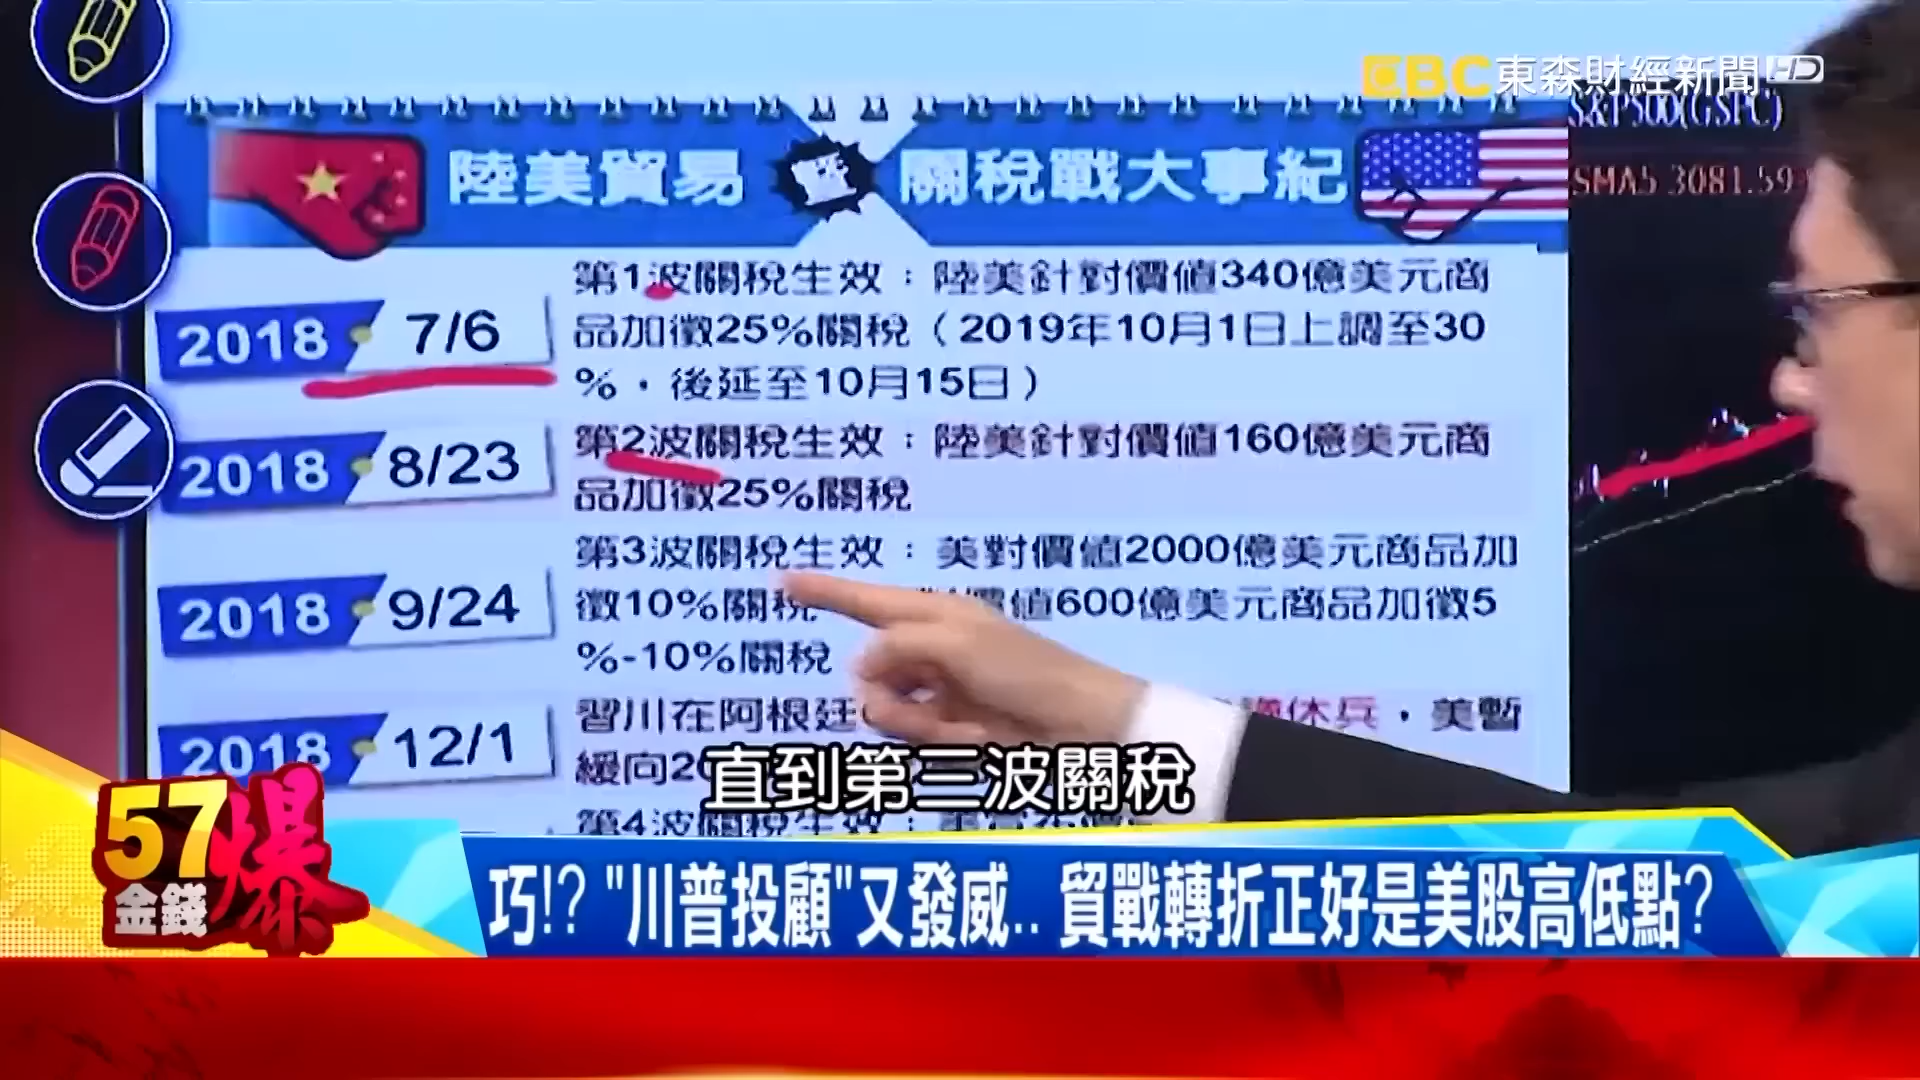 EBC 東森財經新聞 HD
S&P500(GSPC)
SMA5 3081.59
陸美貿易暨關稅戰大事紀
2018 7/6
第1波關稅生效：陸美針對價值340億美元商
品加徵25%關稅（2019年10月1日上調至30
%，後延至10月15日）
2018 8/23
第2波關稅生效：陸美針對價值160億美元商
品加徵25%關稅
2018 9/24
第3波關稅生效：美對價值2000億美元商品加
徵10%關稅 對價值600億美元商品加徵5
%-10%關稅
2018 12/1
習川在阿根廷 休兵，美暫
緩向2
第4波關稅生效：
直到第三波關稅
57金錢爆
巧!? "川普投顧"又發威.. 貿戰轉折正好是美股高低點?